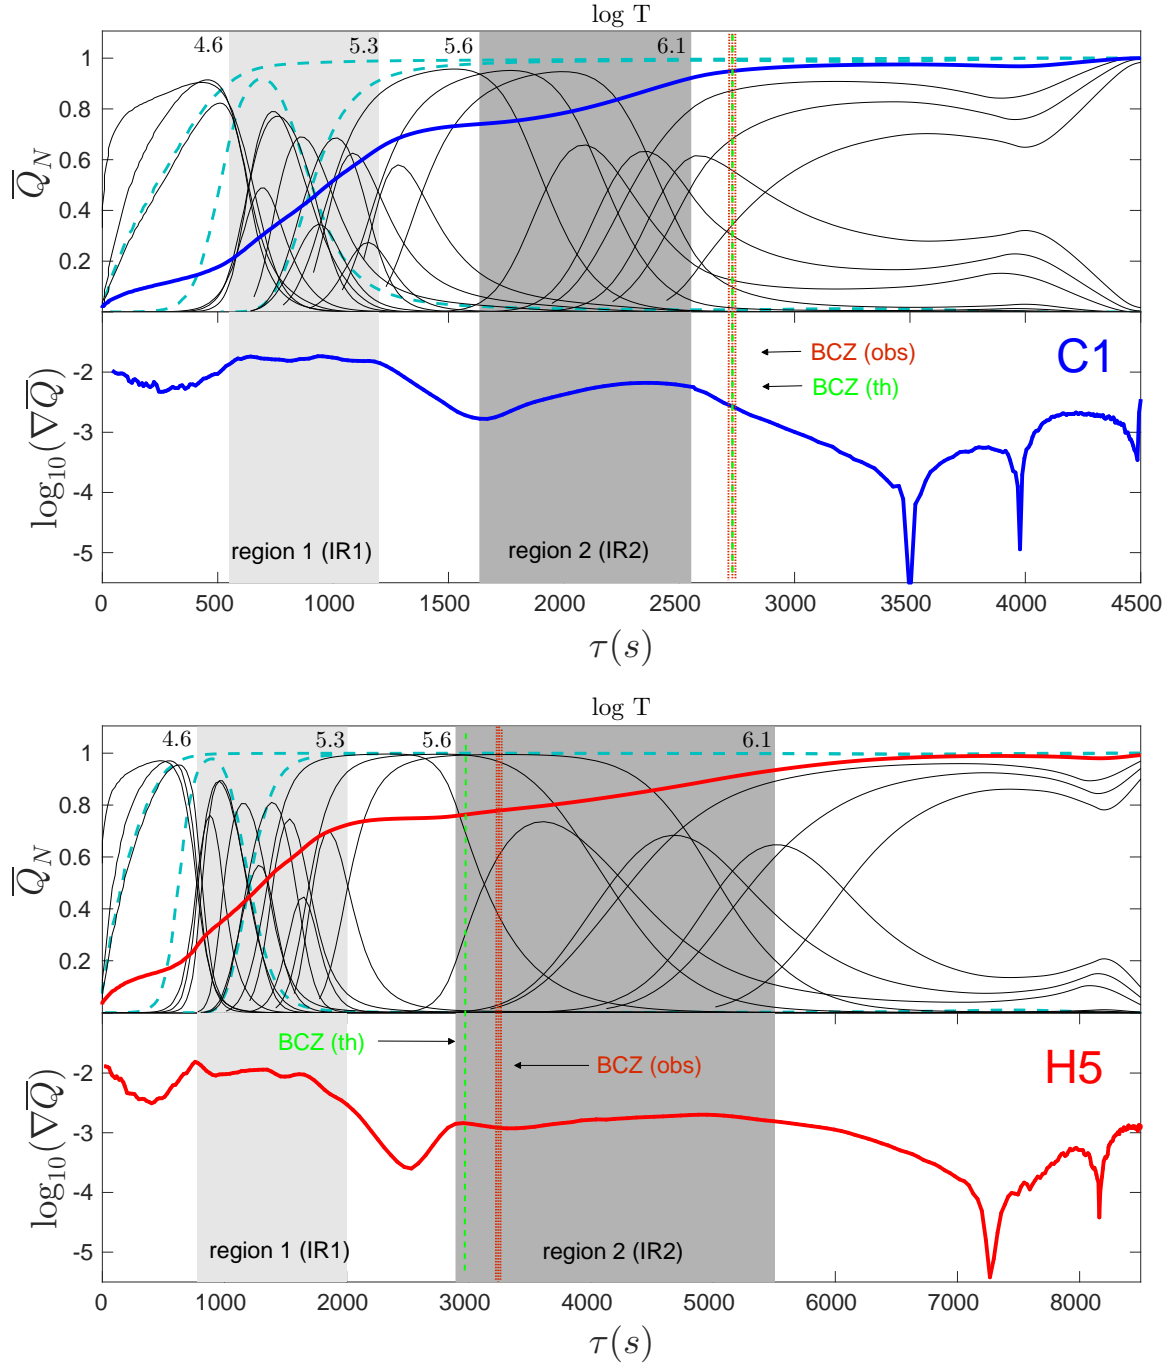 log T
4.6 5.3 5.6 6.1
1
0.8
0.6
0.4
0.2
Q̅_N
BCZ (obs)
BCZ (th)
C1
-2
-3
-4
-5
log₁₀(∇Q̅)
region 1 (IR1) region 2 (IR2)
0 500 1000 1500 2000 2500 3000 3500 4000 4500
τ(s)
log T
4.6 5.3 5.6 6.1
1
0.8
0.6
0.4
0.2
Q̅_N
BCZ (th)
BCZ (obs)
H5
-2
-3
-4
-5
log₁₀(∇Q̅)
region 1 (IR1) region 2 (IR2)
0 1000 2000 3000 4000 5000 6000 7000 8000
τ(s)